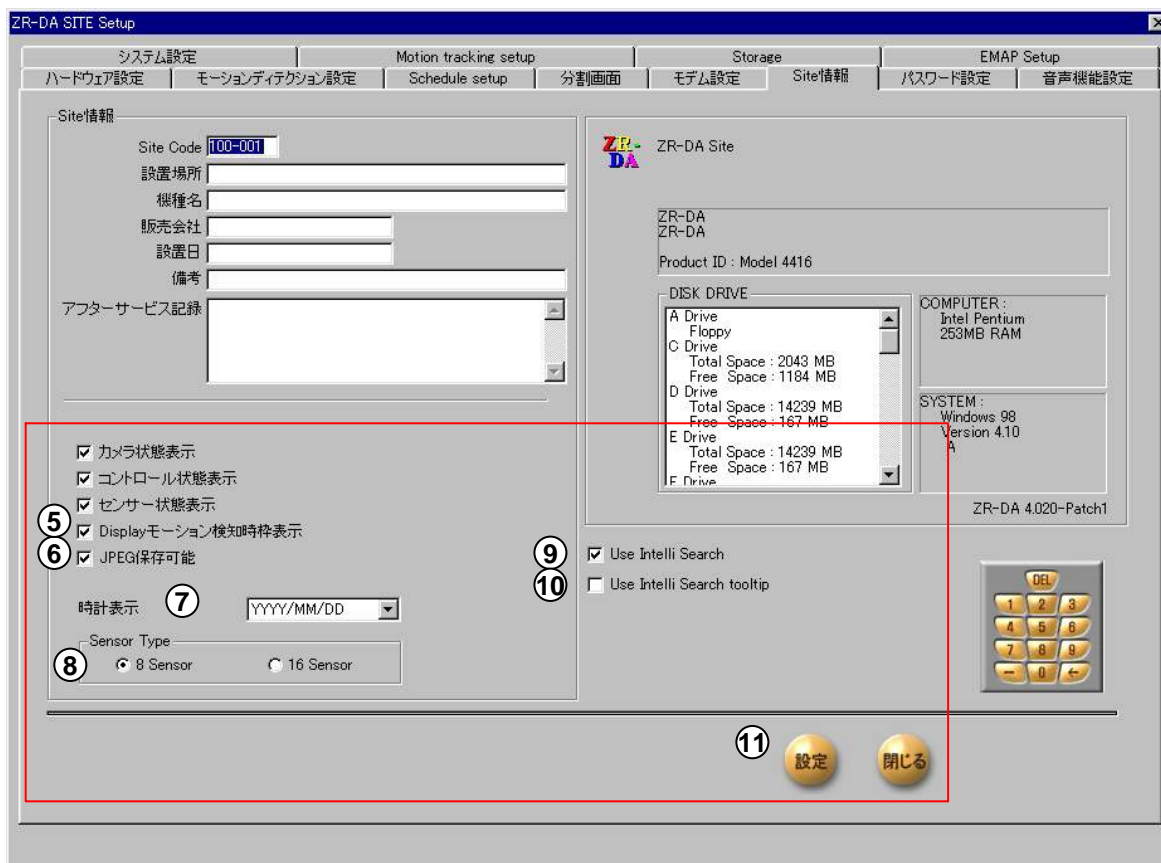 ZR-DA SITE Setup
システム設定 Motion tracking setup Storage EMAP Setup
ハードウェア設定 モーションディテクション設定 Schedule setup 分割画面 モデム設定 Site情報 パスワード設定 音声機能設定
Site情報
Site Code 100-001
設置場所
機種名
販売会社
設置日
備考
アフターサービス記録
ZR-DA
ZR-DA Site
ZR-DA
ZR-DA
Product ID : Model 4416
DISK DRIVE
A Drive
Floppy
C Drive
Total Space : 2043 MB
Free Space : 1184 MB
D Drive
Total Space : 14239 MB
Free Space : 167 MB
E Drive
Total Space : 14239 MB
Free Space : 167 MB
F Drive
COMPUTER :
Intel Pentium
253MB RAM
SYSTEM :
Windows 98
Version 4.10
A
ZR-DA 4.020-Patch1
カメラ状態表示
コントロール状態表示
センサー状態表示
⑤ Displayモーション検知時枠表示
⑥ JPEG保存可能
時計表示 ⑦ YYYY/MM/DD
Sensor Type
⑧ 8 Sensor 16 Sensor
⑨ Use Intelli Search
⑩ Use Intelli Search tooltip
DEL
1 2 3
4 5 6
7 8 9
- 0 ←
⑪ 設定 閉じる